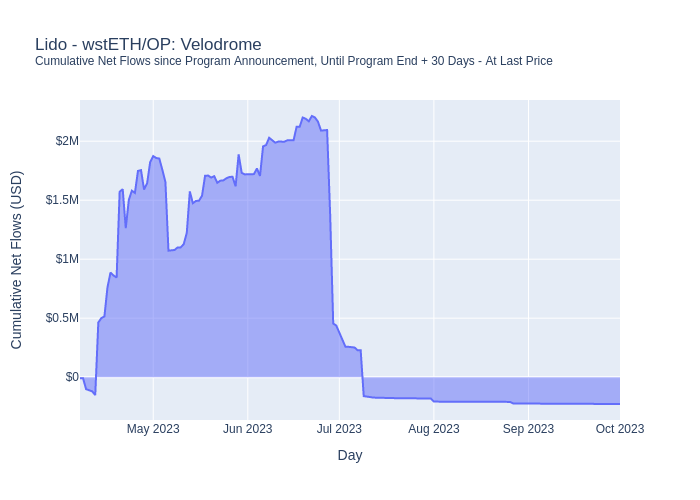 Lido - wstETH/OP: Velodrome
Cumulative Net Flows since Program Announcement, Until Program End + 30 Days - At Last Price
Cumulative Net Flows (USD)
$2M
$1.5M
$1M
$0.5M
$0
May 2023 Jun 2023 Jul 2023 Aug 2023 Sep 2023 Oct 2023
Day